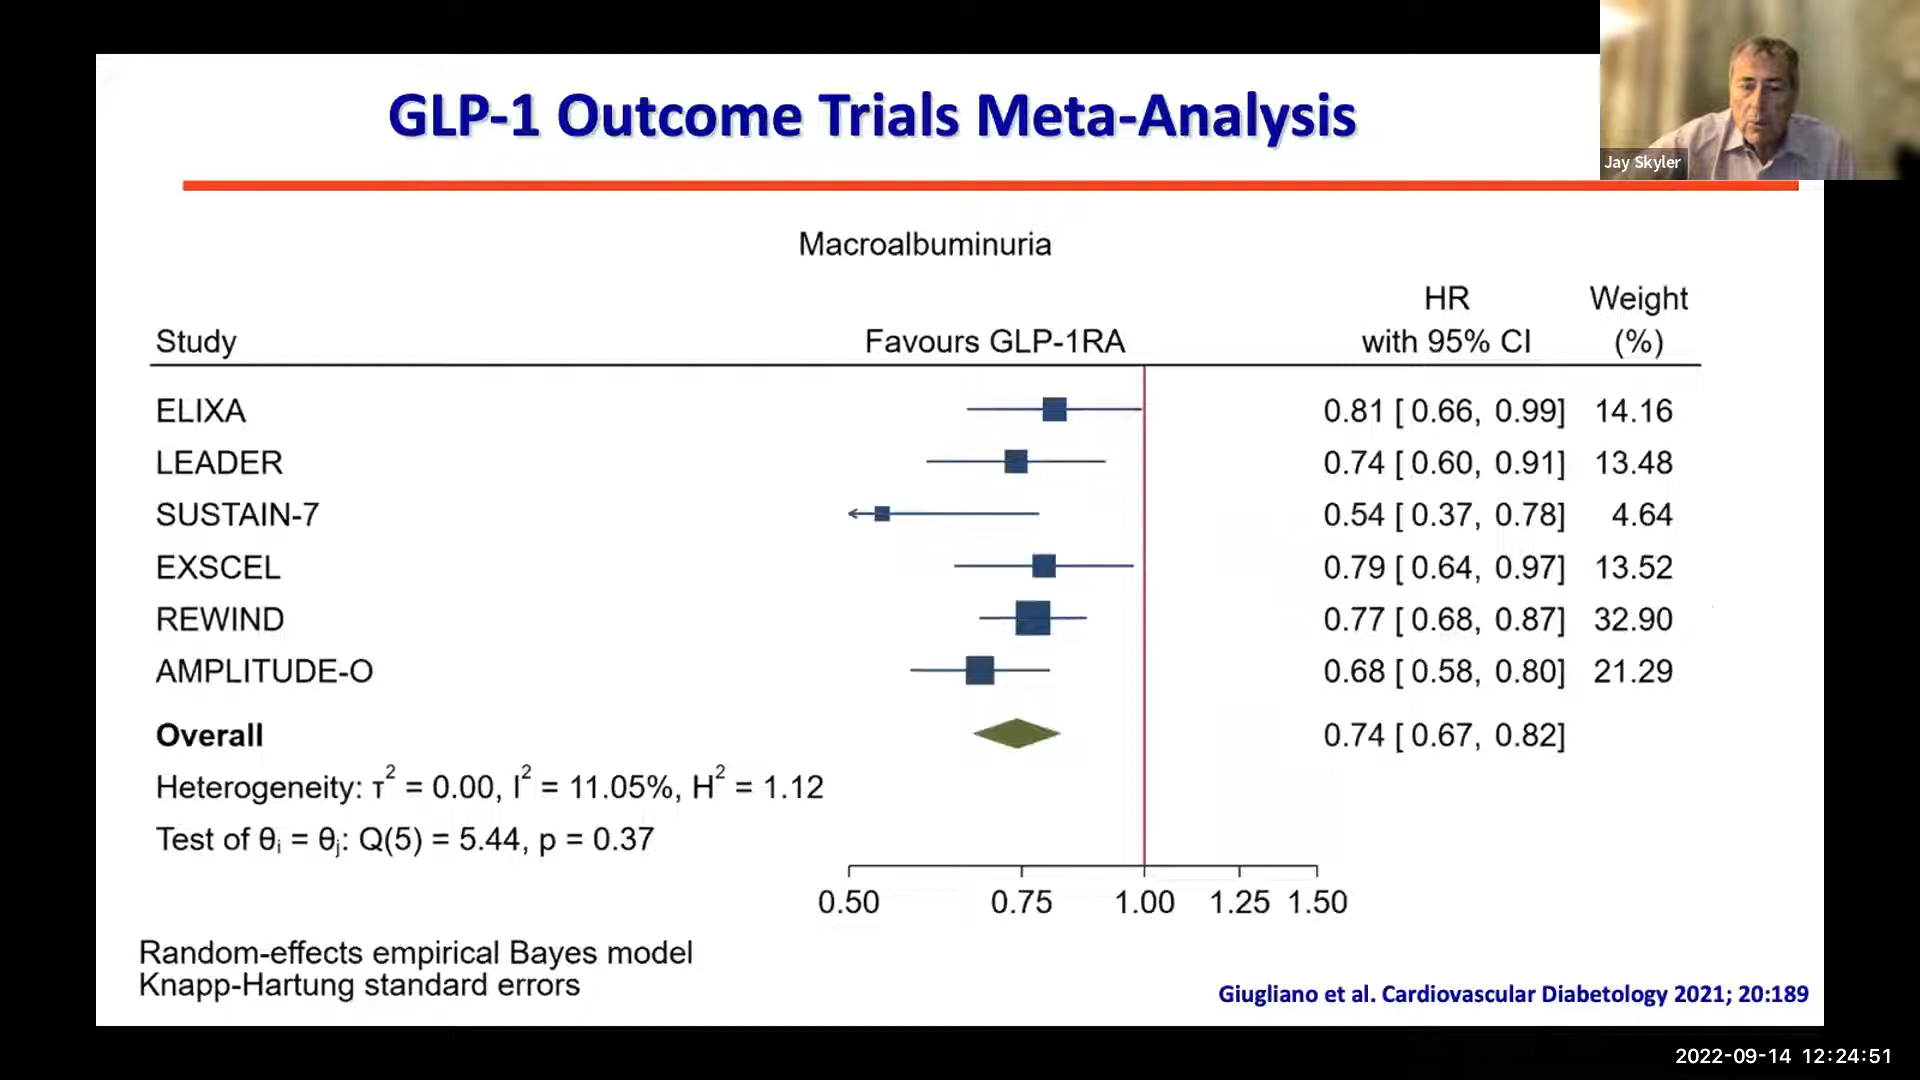 GLP-1 Outcome Trials Meta-Analysis
Jay Skyler
Macroalbuminuria
HR Weight
Study Favours GLP-1RA with 95% CI (%)
ELIXA 0.81 [ 0.66, 0.99] 14.16
LEADER 0.74 [ 0.60, 0.91] 13.48
SUSTAIN-7 0.54 [ 0.37, 0.78] 4.64
EXSCEL 0.79 [ 0.64, 0.97] 13.52
REWIND 0.77 [ 0.68, 0.87] 32.90
AMPLITUDE-O 0.68 [ 0.58, 0.80] 21.29
Overall 0.74 [ 0.67, 0.82]
Heterogeneity: τ² = 0.00, I² = 11.05%, H² = 1.12
Test of θᵢ = θⱼ: Q(5) = 5.44, p = 0.37
0.50 0.75 1.00 1.25 1.50
Random-effects empirical Bayes model
Knapp-Hartung standard errors
Giugliano et al. Cardiovascular Diabetology 2021; 20:189
2022-09-14 12:24:51